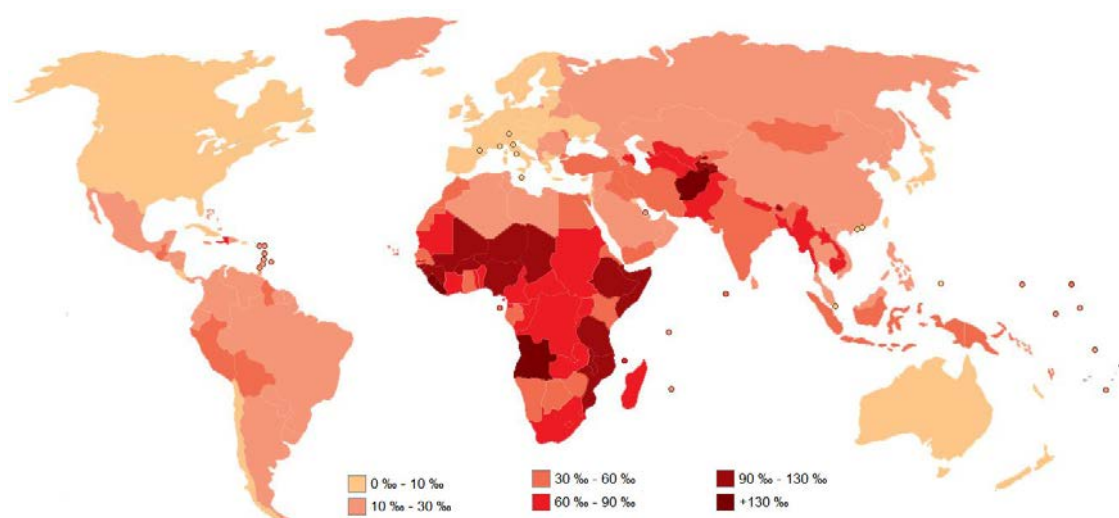 0 ‰ - 10 ‰
10 ‰ - 30 ‰
30 ‰ - 60 ‰
60 ‰ - 90 ‰
90 ‰ - 130 ‰
+130 ‰